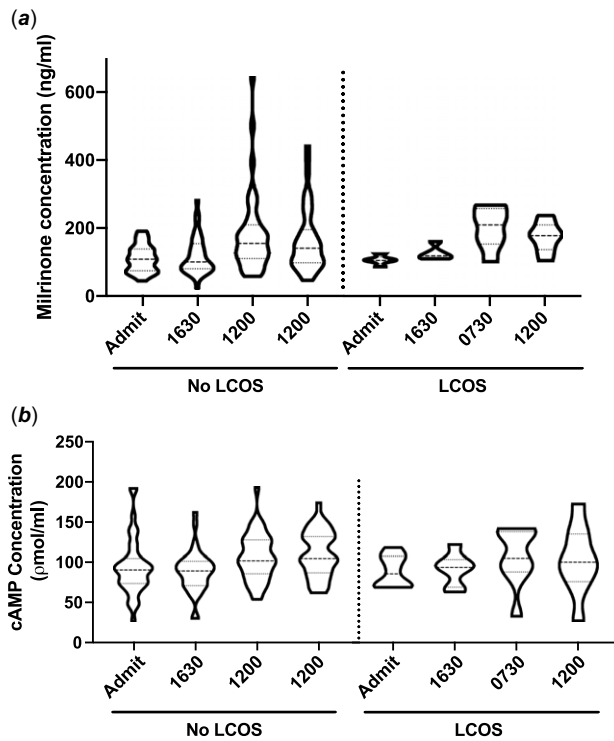 (a)
Milrinone concentration (ng/ml)
600
400
200
0
Admit 1630 1200 1200 Admit 1630 0730 1200
No LCOS LCOS
(b)
cAMP Concentration
(ρmol/ml)
250
200
150
100
50
0
Admit 1630 1200 1200 Admit 1630 0730 1200
No LCOS LCOS